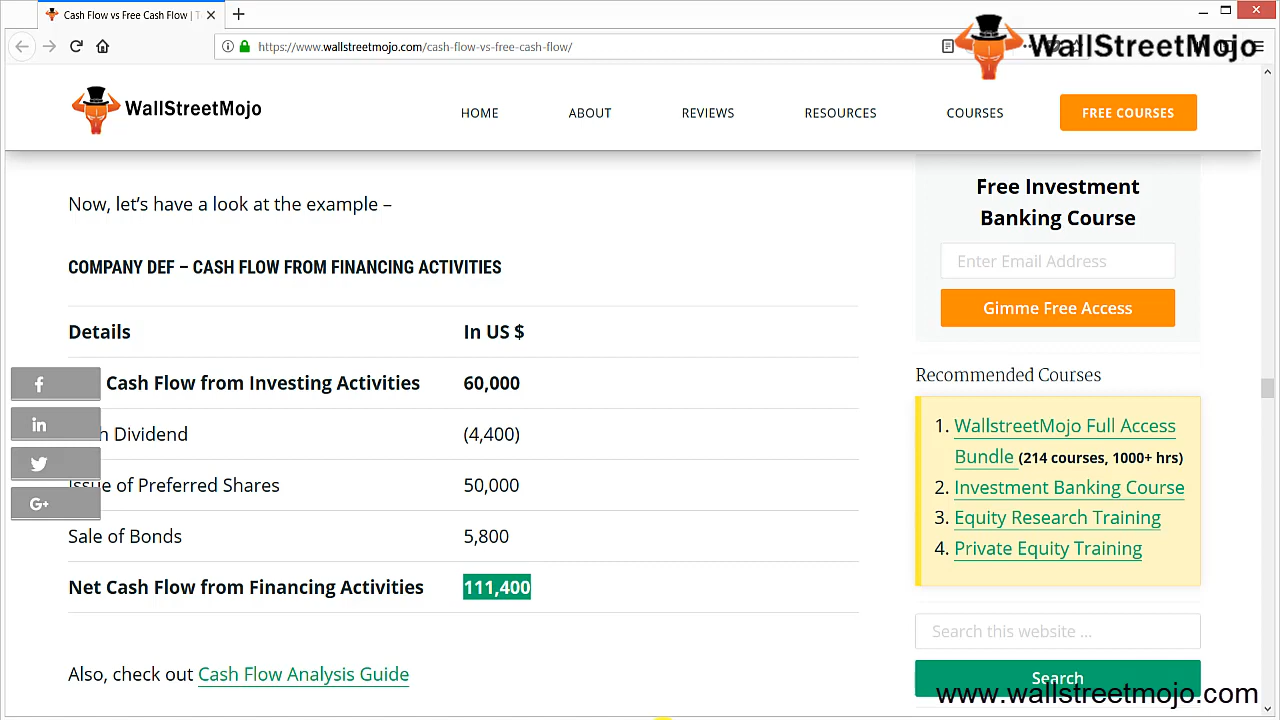 Cash Flow vs Free Cash Flow | T
https://www.wallstreetmojo.com/cash-flow-vs-free-cash-flow/
WallStreetMojo
WallStreetMojo
HOME
ABOUT
REVIEWS
RESOURCES
COURSES
FREE COURSES
Now, let’s have a look at the example –
COMPANY DEF – CASH FLOW FROM FINANCING ACTIVITIES
Details In US $
Cash Flow from Investing Activities 60,000
Dividend (4,400)
Issue of Preferred Shares 50,000
Sale of Bonds 5,800
Net Cash Flow from Financing Activities 111,400
Also, check out Cash Flow Analysis Guide
f
in
G+
Free Investment
Banking Course
Enter Email Address
Gimme Free Access
Recommended Courses
1. WallstreetMojo Full Access
Bundle (214 courses, 1000+ hrs)
2. Investment Banking Course
3. Equity Research Training
4. Private Equity Training
Search this website ...
Search
www.wallstreetmojo.com